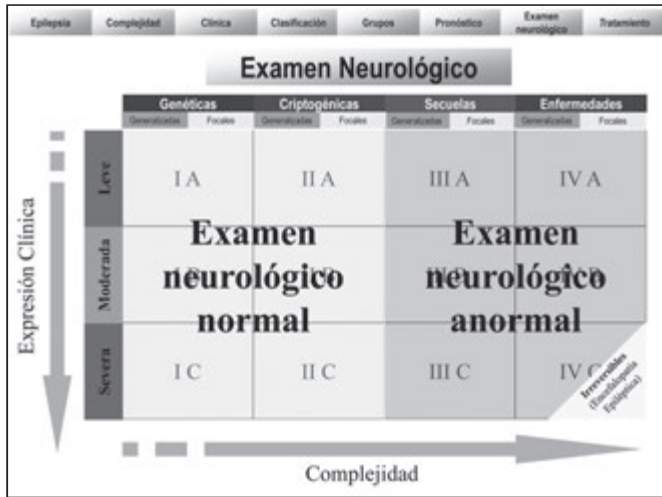 Epilepsia Complejidad Clínica Clasificación Grupos Pronóstico Examen neurológico Tratamiento
Examen Neurológico
Genéticas Criptogénicas Secuelas Enfermedades
Generalizadas Focales Generalizadas Focales Generalizadas Focales Generalizadas Focales
Expresión Clínica
Leve
I A II A III A IV A
Moderada
Examen neurológico normal
Examen neurológico anormal
Severa
I C II C III C IV C
Irreversibles
(Encefalopatía
Epiléptica)
Complejidad